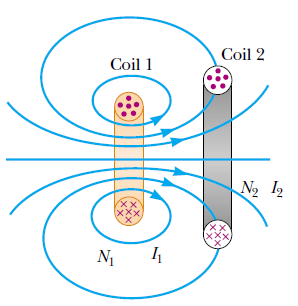 Coil 2
Coil 1
N₂ I₂
N₁ I₁